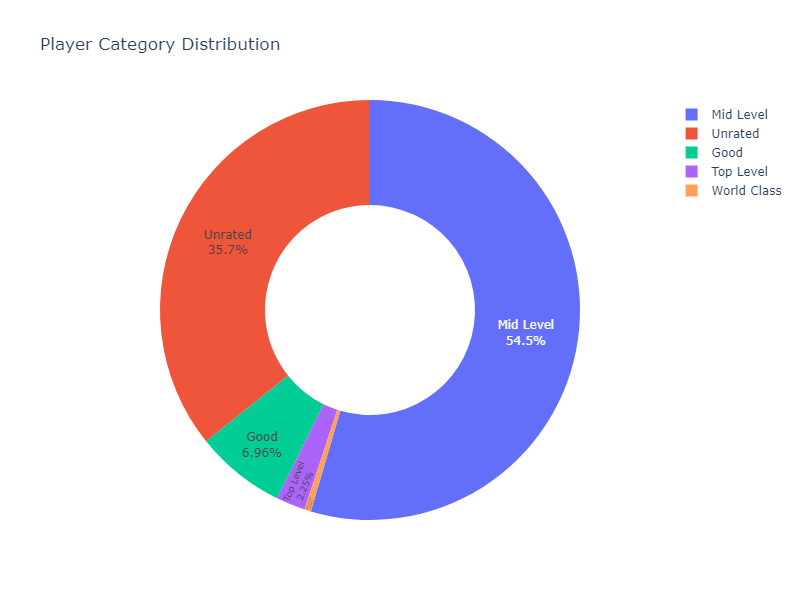 Player Category Distribution
Mid Level
Unrated
Good
Top Level
World Class
Unrated
35.7%
Mid Level
54.5%
Good
6.96%
Top Level
2.25%